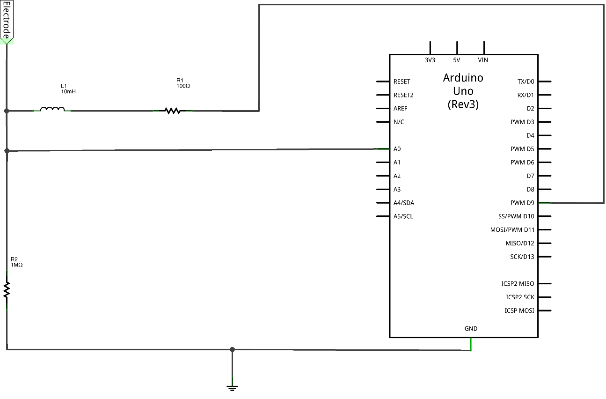 Electrode
L1
10mH
R1
100Ω
R2
1MΩ
3V3 5V VIN
Arduino
Uno
(Rev3)
RESET
RESET2
AREF
N/C
A0
A1
A2
A3
A4/SDA
A5/SCL
TX/D0
RX/D1
D2
PWM D3
D4
PWM D5
PWM D6
D7
D8
PWM D9
SS/PWM D10
MOSI/PWM D11
MISO/D12
SCK/D13
ICSP2 MISO
ICSP2 SCK
ICSP MOSI
GND